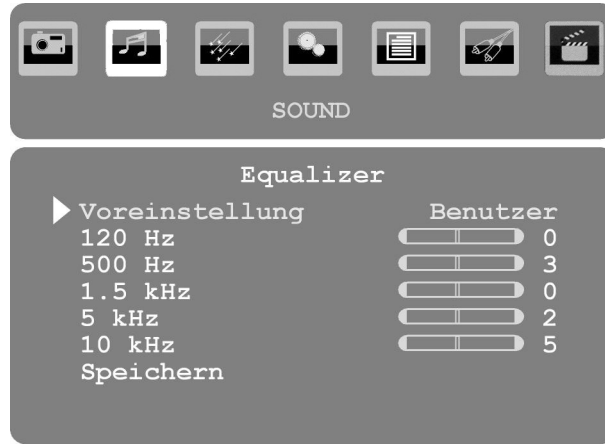 SOUND
Equalizer
Voreinstellung Benutzer
120 Hz 0
500 Hz 3
1.5 kHz 0
5 kHz 2
10 kHz 5
Speichern